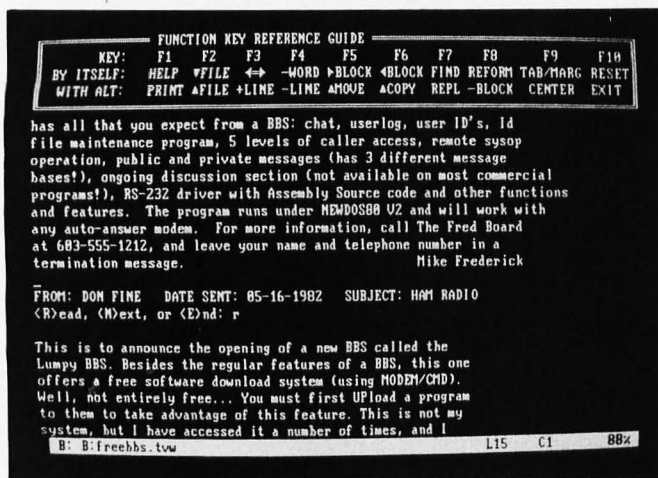 FUNCTION KEY REFERENCE GUIDE
KEY: F1 F2 F3 F4 F5 F6 F7 F8 F9 F10
BY ITSELF: HELP ▼FILE ⇔ -WORD ►BLOCK ◄BLOCK FIND REFORM TAB/MARG RESET
WITH ALT: PRINT ▲FILE +LINE -LINE ▲MOVE ▲COPY REPL -BLOCK CENTER EXIT
has all that you expect from a BBS: chat, userlog, user ID's, Id
file maintenance program, 5 levels of caller access, remote sysop
operation, public and private messages (has 3 different message
bases!), ongoing discussion section (not available on most commercial
programs!), RS-232 driver with Assembly Source code and other functions
and features. The program runs under NEWDOS80 V2 and will work with
any auto-answer modem. For more information, call The Fred Board
at 603-555-1212, and leave your name and telephone number in a
termination message. Mike Frederick
FROM: DON FINE DATE SENT: 05-16-1982 SUBJECT: HAM RADIO
<R>ead, <N>ext, or <E>nd: r
This is to announce the opening of a new BBS called the
Lumpy BBS. Besides the regular features of a BBS, this one
offers a free software download system (using MODEM/CMD).
Well, not entirely free... You must first UPload a program
to them to take advantage of this feature. This is not my
system, but I have accessed it a number of times, and I
B: B:freebbs.tvw L15 C1 88%